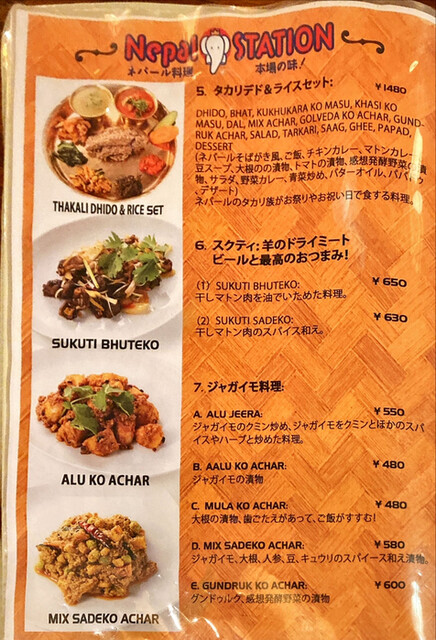 Nepal STATION
ネパール料理 本場の味!
5. タカリデド&ライスセット: ¥1480
DHIDO, BHAT, KUKHUKARA KO MASU, KHASI KO
MASU, DAL, MIX ACHAR, GOLVEDA KO ACHAR, GUND-
RUK ACHAR, SALAD, TARKARI, SAAG, GHEE, PAPAD,
DESSERT
(ネパールそばがき風、ご飯、チキンカレー、マトンカレー、
豆スープ、大根のの漬物、トマトの漬物、感想発酵野菜の漬
物、サラダ、野菜カレー、青菜炒め、バターオイル、パパド、
デザート)
ネパールのタカリ族がお祭りやお祝い日で食する料理。
THAKALI DHIDO & RICE SET
6. スクティ: 羊のドライミート
ビールと最高のおつまみ!
(1) SUKUTI BHUTEKO: ¥650
干しマトン肉を油でいためた料理。
(2) SUKUTI SADEKO: ¥630
干しマトン肉のスパイス和え。
SUKUTI BHUTEKO
7. ジャガイモ料理:
A. ALU JEERA: ¥550
ジャガイモのクミン炒め、ジャガイモをクミンとほかのスパ
イスやハーブと炒めた料理。
B. AALU KO ACHAR: ¥480
ジャガイモの漬物
ALU KO ACHAR
C. MULA KO ACHAR: ¥480
大根の漬物、歯ごたえがあって、ご飯がすすむ!
D. MIX SADEKO ACHAR: ¥580
ジャガイモ、大根、人参、豆、キュウリのスパイース和え漬物。
E. GUNDRUK KO ACHAR: ¥600
グンドゥルク、感想発酵野菜の漬物
MIX SADEKO ACHAR